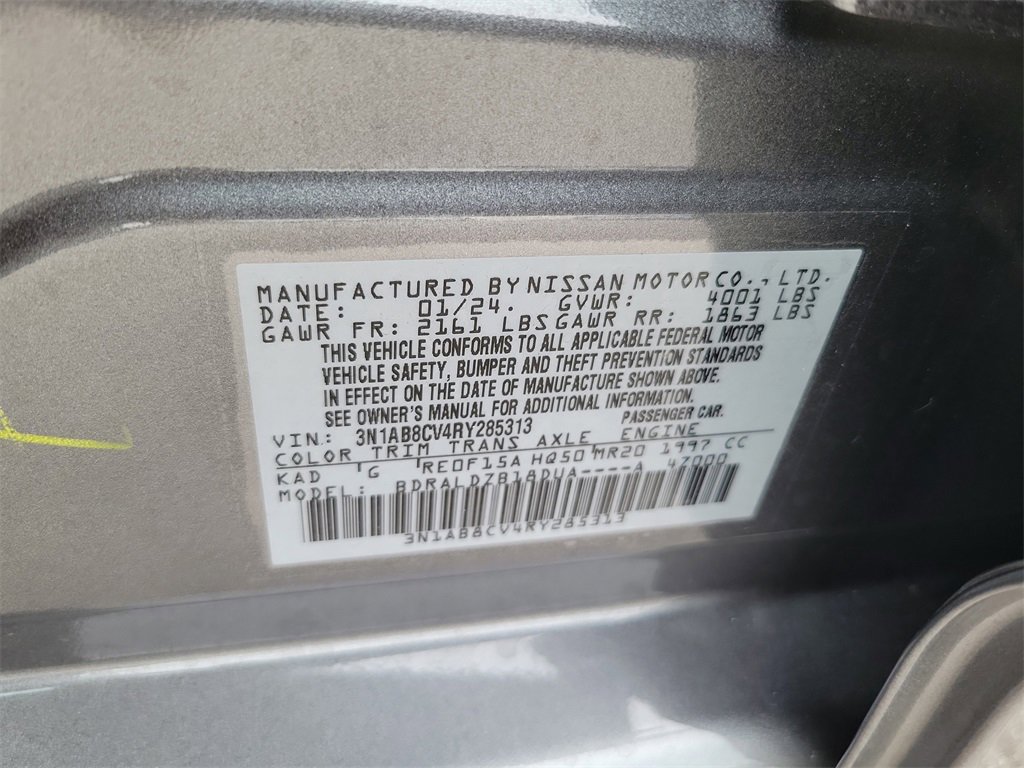 MANUFACTURED BY NISSAN MOTOR CO., LTD.
DATE: 01/24. GVWR: 4001 LBS
GAWR FR: 2161 LBS GAWR RR: 1863 LBS
THIS VEHICLE CONFORMS TO ALL APPLICABLE FEDERAL MOTOR
VEHICLE SAFETY, BUMPER AND THEFT PREVENTION STANDARDS
IN EFFECT ON THE DATE OF MANUFACTURE SHOWN ABOVE.
SEE OWNER'S MANUAL FOR ADDITIONAL INFORMATION.
VIN: 3N1AB8CV4RY285313 PASSENGER CAR.
COLOR TRIM TRANS AXLE ENGINE
KAD 'G 'RE0F15A HQ50'MR20 1997 CC
MODEL: BDRALDZB18DUA----A 47000
3N1AB8CV4RY285313